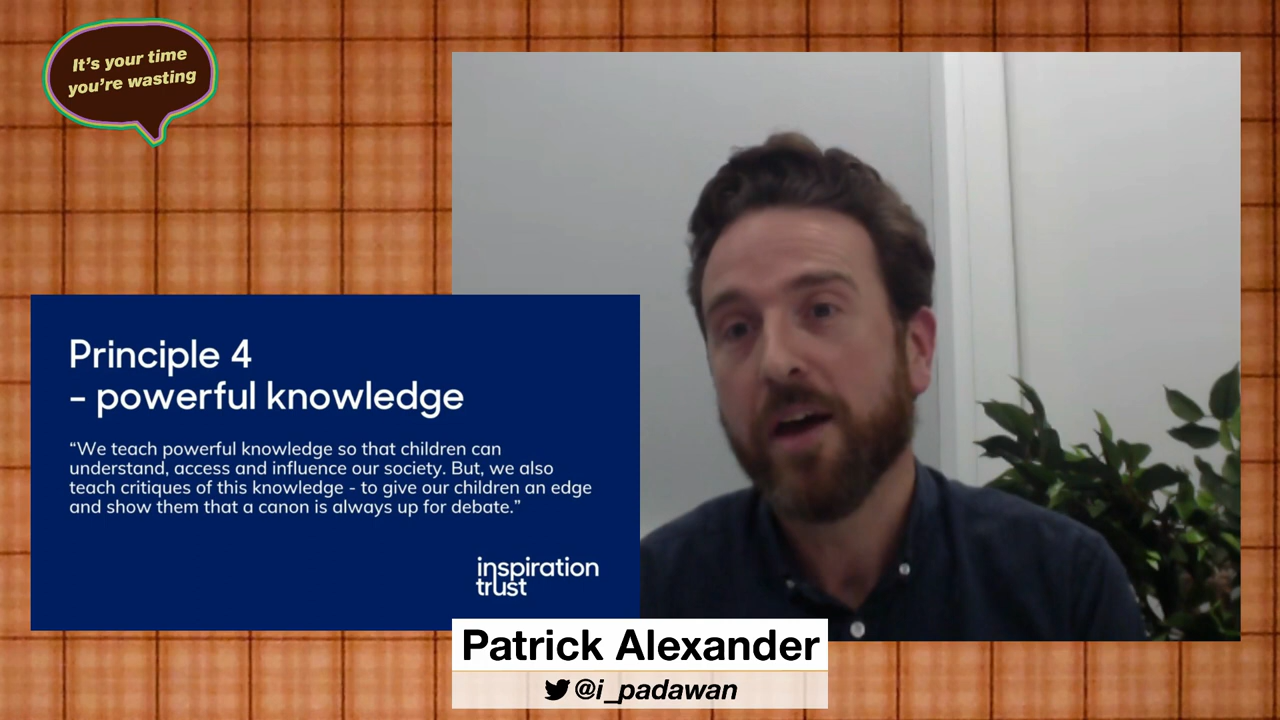 It's your time
you're wasting
Principle 4
- powerful knowledge
“We teach powerful knowledge so that children can
understand, access and influence our society. But, we also
teach critiques of this knowledge - to give our children an edge
and show them that a canon is always up for debate.”
inspiration
trust
Patrick Alexander
@i_padawan